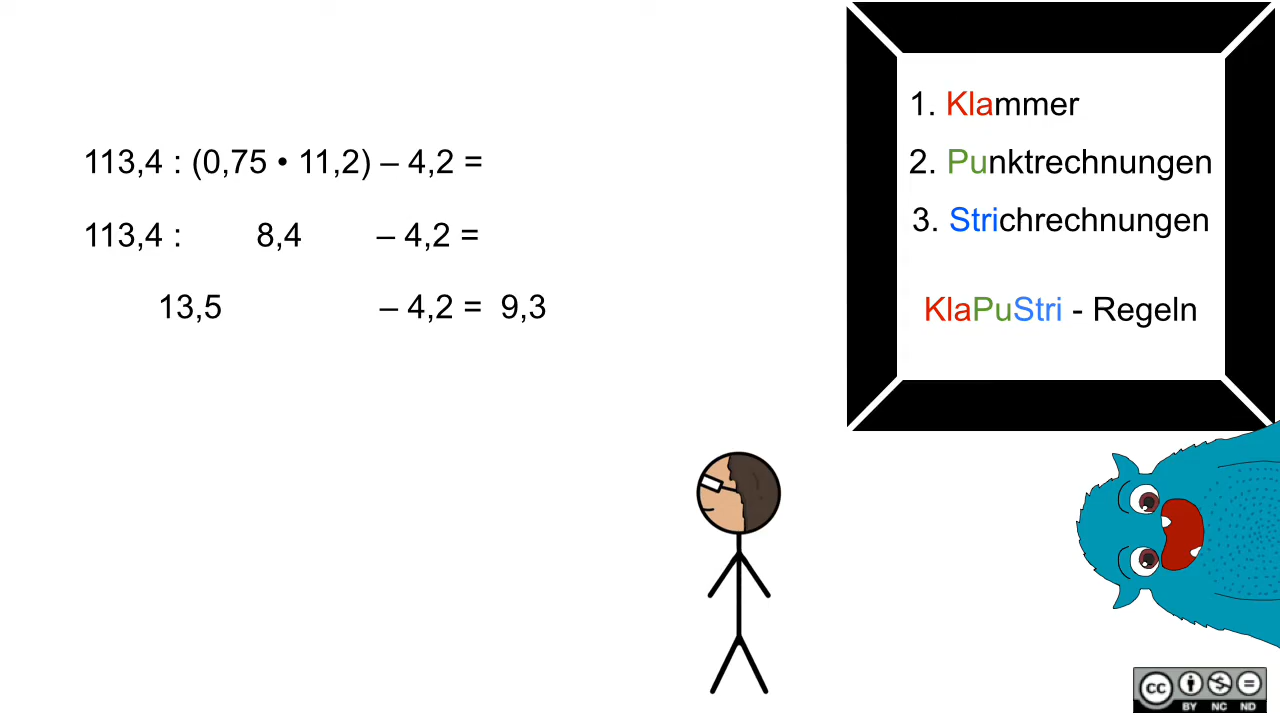 113,4 : (0,75 • 11,2) – 4,2 =
113,4 : 8,4 – 4,2 =
13,5 – 4,2 = 9,3
1. Klammer
2. Punktrechnungen
3. Strichrechnungen
KlaPuStri - Regeln
cc
BY NC ND